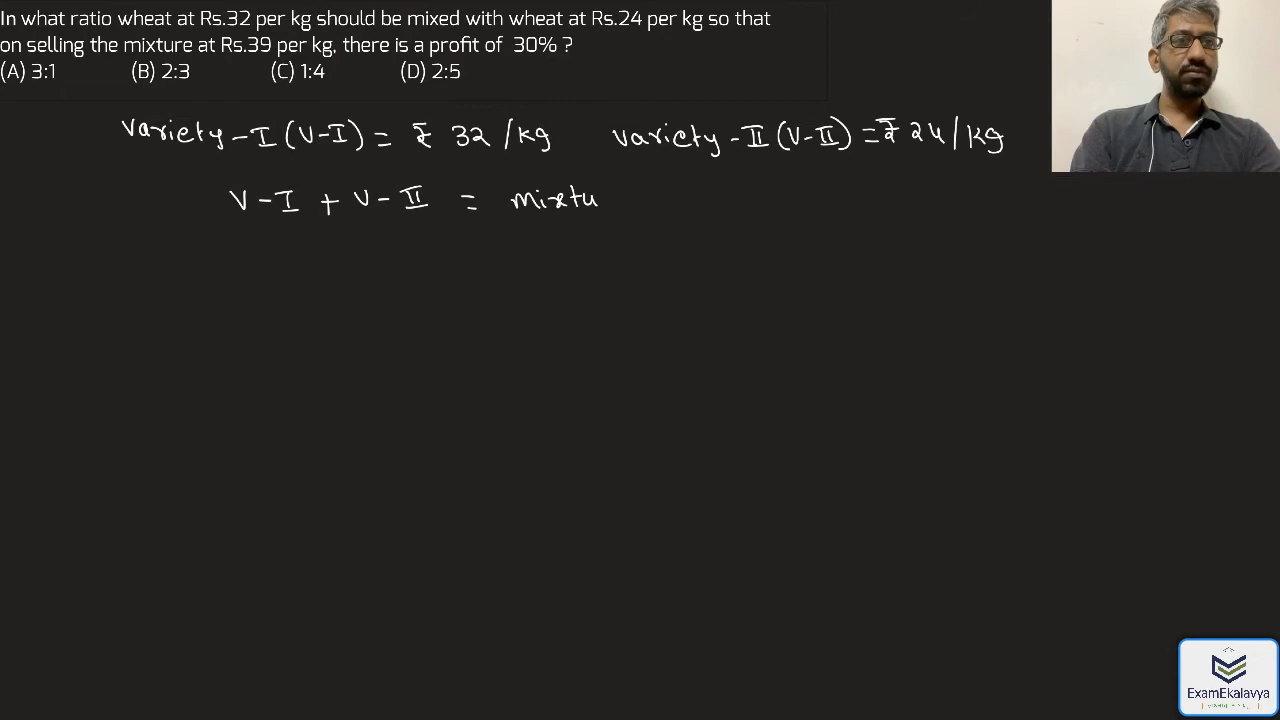 In what ratio wheat at Rs.32 per kg should be mixed with wheat at Rs.24 per kg so that
on selling the mixture at Rs.39 per kg, there is a profit of 30% ?
(A) 3:1 (B) 2:3 (C) 1:4 (D) 2:5
Variety - I (V-I) = ₹ 32 /kg Variety - II (V-II) = ₹ 24/kg
V-I + V-II = mixtu
ExamEkalavya